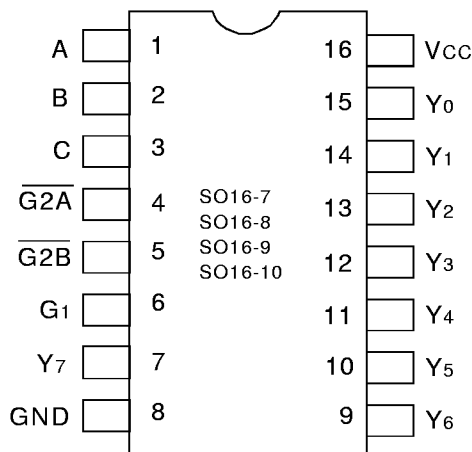 A 1 16 VCC
B 2 15 Y0
C 3 14 Y1
G2A 4 SO16-7 13 Y2
SO16-8
G2B 5 SO16-9 12 Y3
SO16-10
G1 6 11 Y4
Y7 7 10 Y5
GND 8 9 Y6